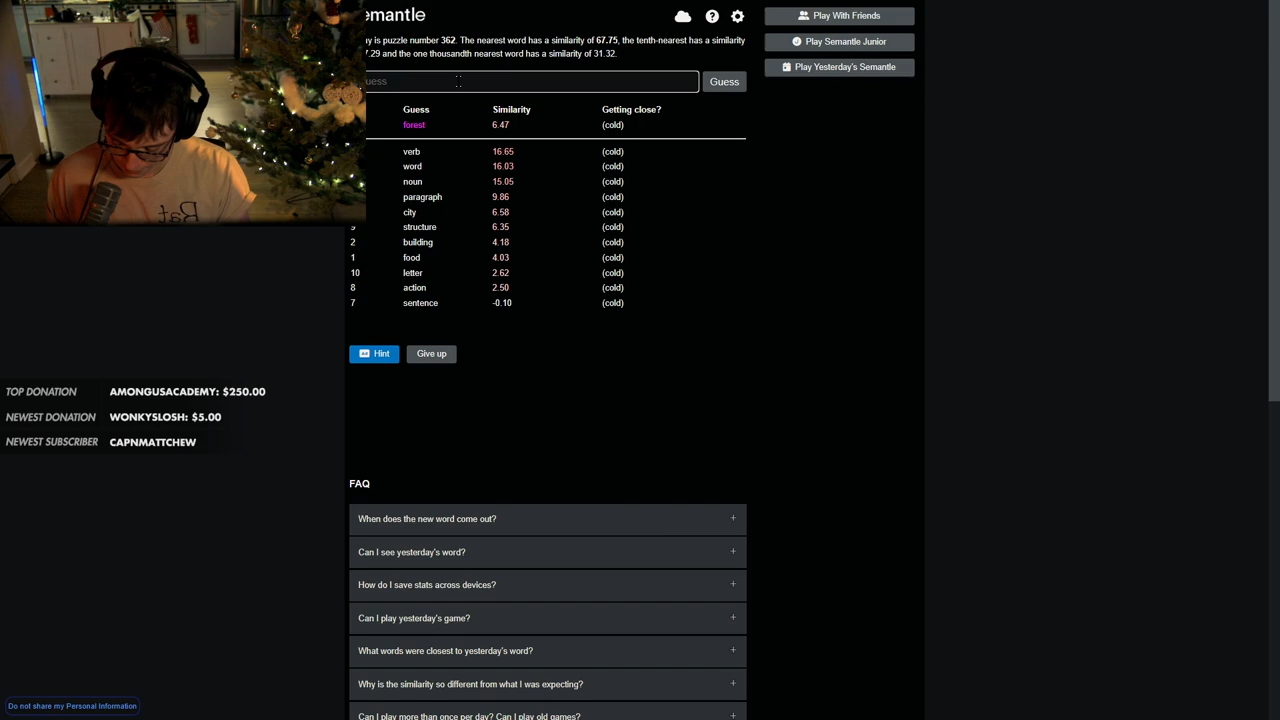 emantle
Play With Friends
y is puzzle number 362. The nearest word has a similarity of 67.75, the tenth-nearest has a similarity
7.29 and the one thousandth nearest word has a similarity of 31.32.
Play Semantle Junior
Play Yesterday's Semantle
uess
Guess
Guess Similarity Getting close?
forest 6.47 (cold)
verb 16.65 (cold)
word 16.03 (cold)
noun 15.05 (cold)
paragraph 9.86 (cold)
city 6.58 (cold)
structure 6.35 (cold)
2 building 4.18 (cold)
1 food 4.03 (cold)
10 letter 2.62 (cold)
8 action 2.50 (cold)
7 sentence -0.10 (cold)
Hint Give up
TOP DONATION AMONGUSACADEMY: $250.00
NEWEST DONATION WONKYSLOSH: $5.00
NEWEST SUBSCRIBER CAPNMATTCHEW
FAQ
When does the new word come out? +
Can I see yesterday's word? +
How do I save stats across devices? +
Can I play yesterday's game? +
What words were closest to yesterday's word? +
Why is the similarity so different from what I was expecting? +
Can I play more than once per day? Can I play old games? +
Do not share my Personal Information